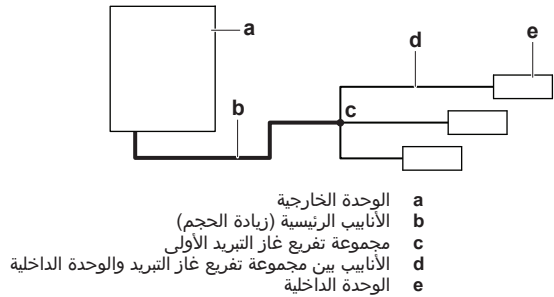 a
d
e
b
c
a الوحدة الخارجية
b الأنابيب الرئيسية (زيادة الحجم)
c مجموعة تفريع غاز التبريد الأولى
d الأنابيب بين مجموعة تفريع غاز التبريد والوحدة الداخلية
e الوحدة الداخلية